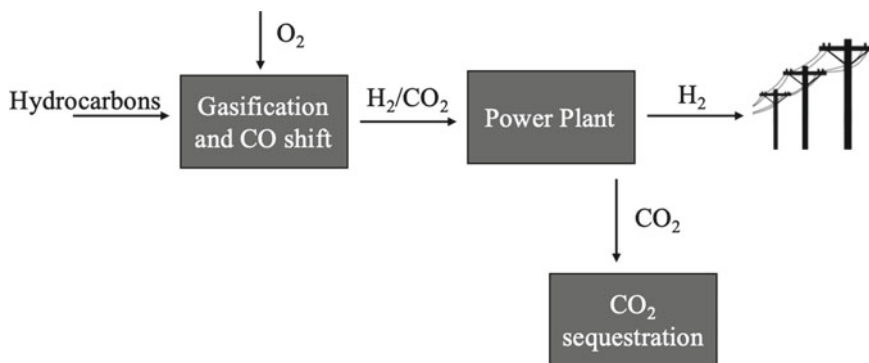 O₂
Hydrocarbons
Gasification
and CO shift
H₂/CO₂
Power Plant
H₂
CO₂
CO₂
sequestration